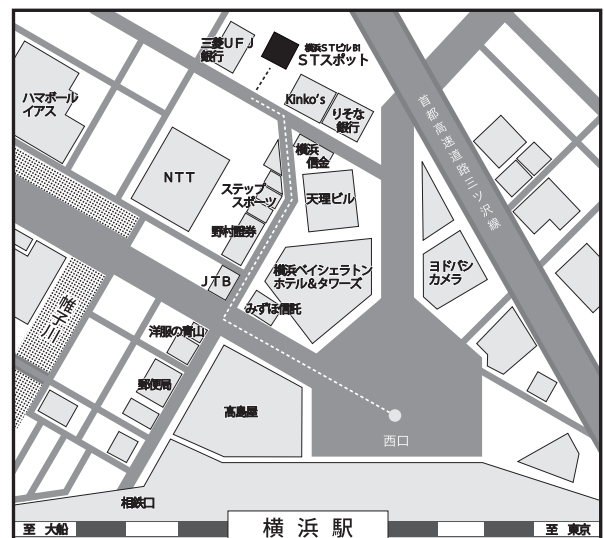 三菱UFJ
銀行
横浜STビルB1
STスポット
ハマボール
イアス
Kinko's
りそな
銀行
首都高速道路三ツ沢線
横浜
信金
NTT
ステップ
スポーツ
天理ビル
野村證券
横浜ベイシェラトン
ホテル&タワーズ
ヨドバシ
カメラ
JTB
みずほ信託
帷子川
洋服の青山
郵便局
高島屋
西口
相鉄口
至 大船
横浜駅
至 東京